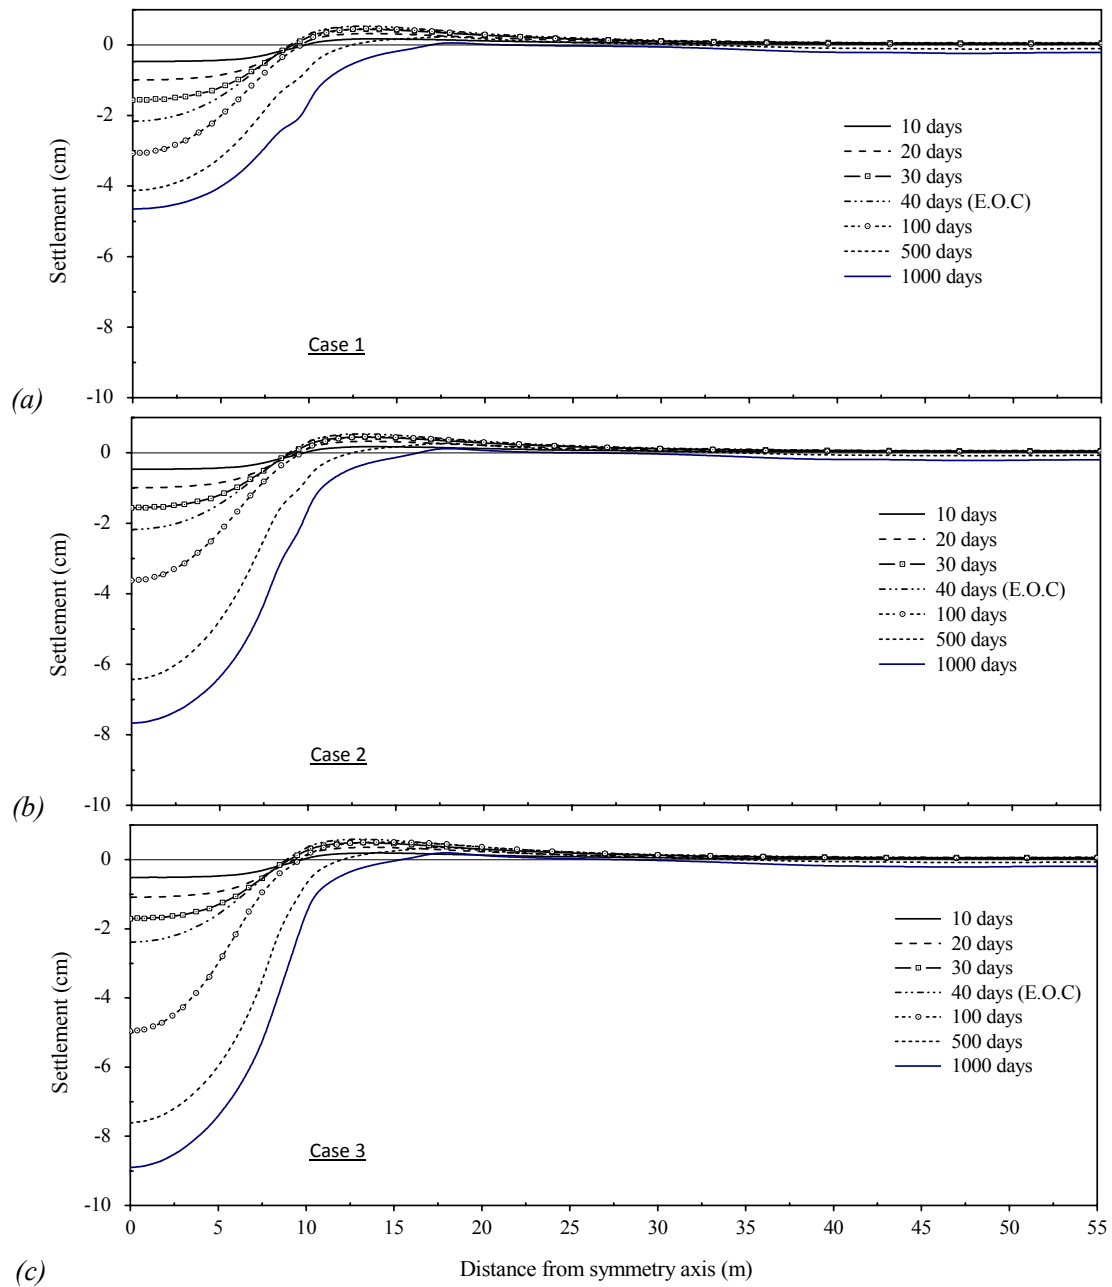 0
-2
-4
-6
-8
-10
Settlement (cm)
10 days
20 days
30 days
40 days (E.O.C)
100 days
500 days
1000 days
Case 1
(a)
0
-2
-4
-6
-8
-10
Settlement (cm)
10 days
20 days
30 days
40 days (E.O.C)
100 days
500 days
1000 days
Case 2
(b)
0
-2
-4
-6
-8
-10
Settlement (cm)
10 days
20 days
30 days
40 days (E.O.C)
100 days
500 days
1000 days
Case 3
0 5 10 15 20 25 30 35 40 45 50 55
Distance from symmetry axis (m)
(c)